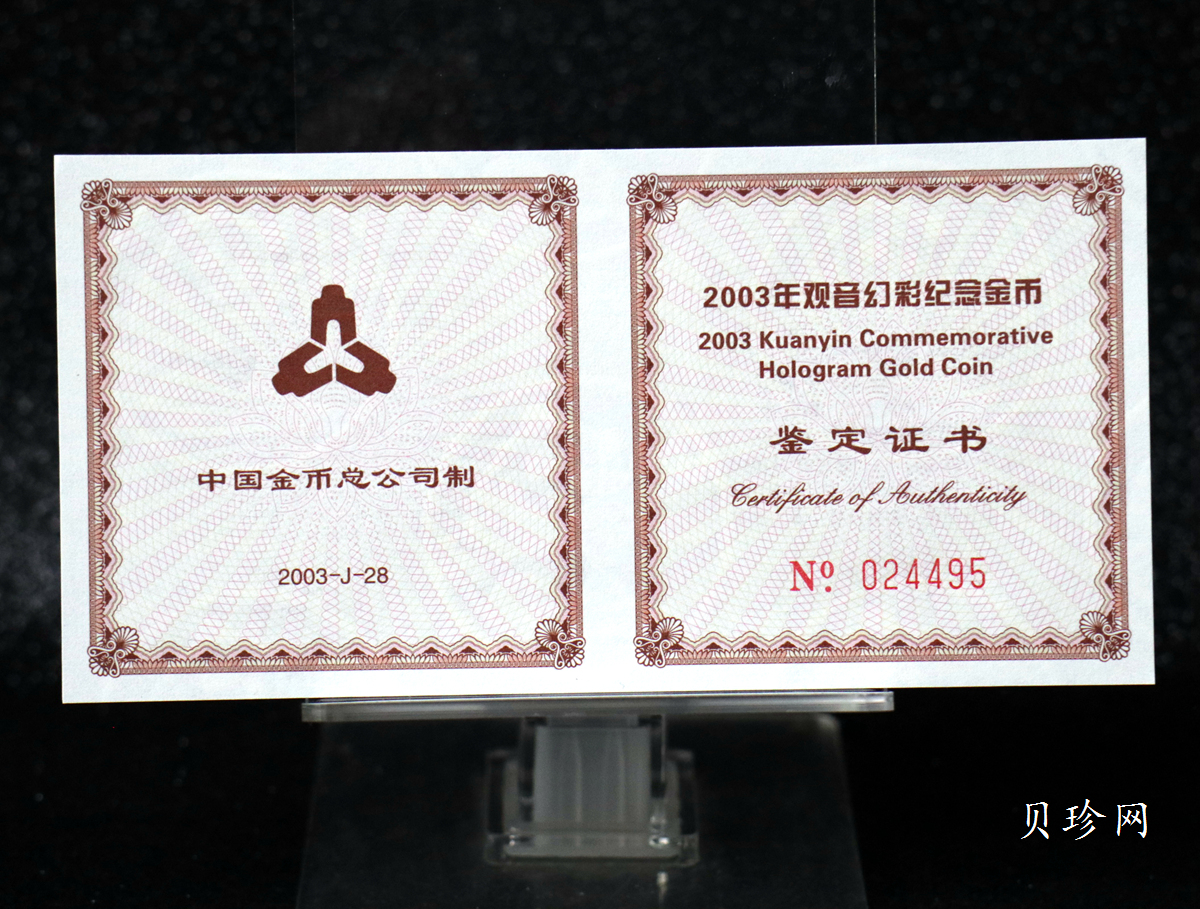 中国金币总公司制
2003-J-28
2003年观音幻彩纪念金币
2003 Kuanyin Commemorative
Hologram Gold Coin
鉴定证书
Certificate of Authenticity
Nº. 024495
贝珍网